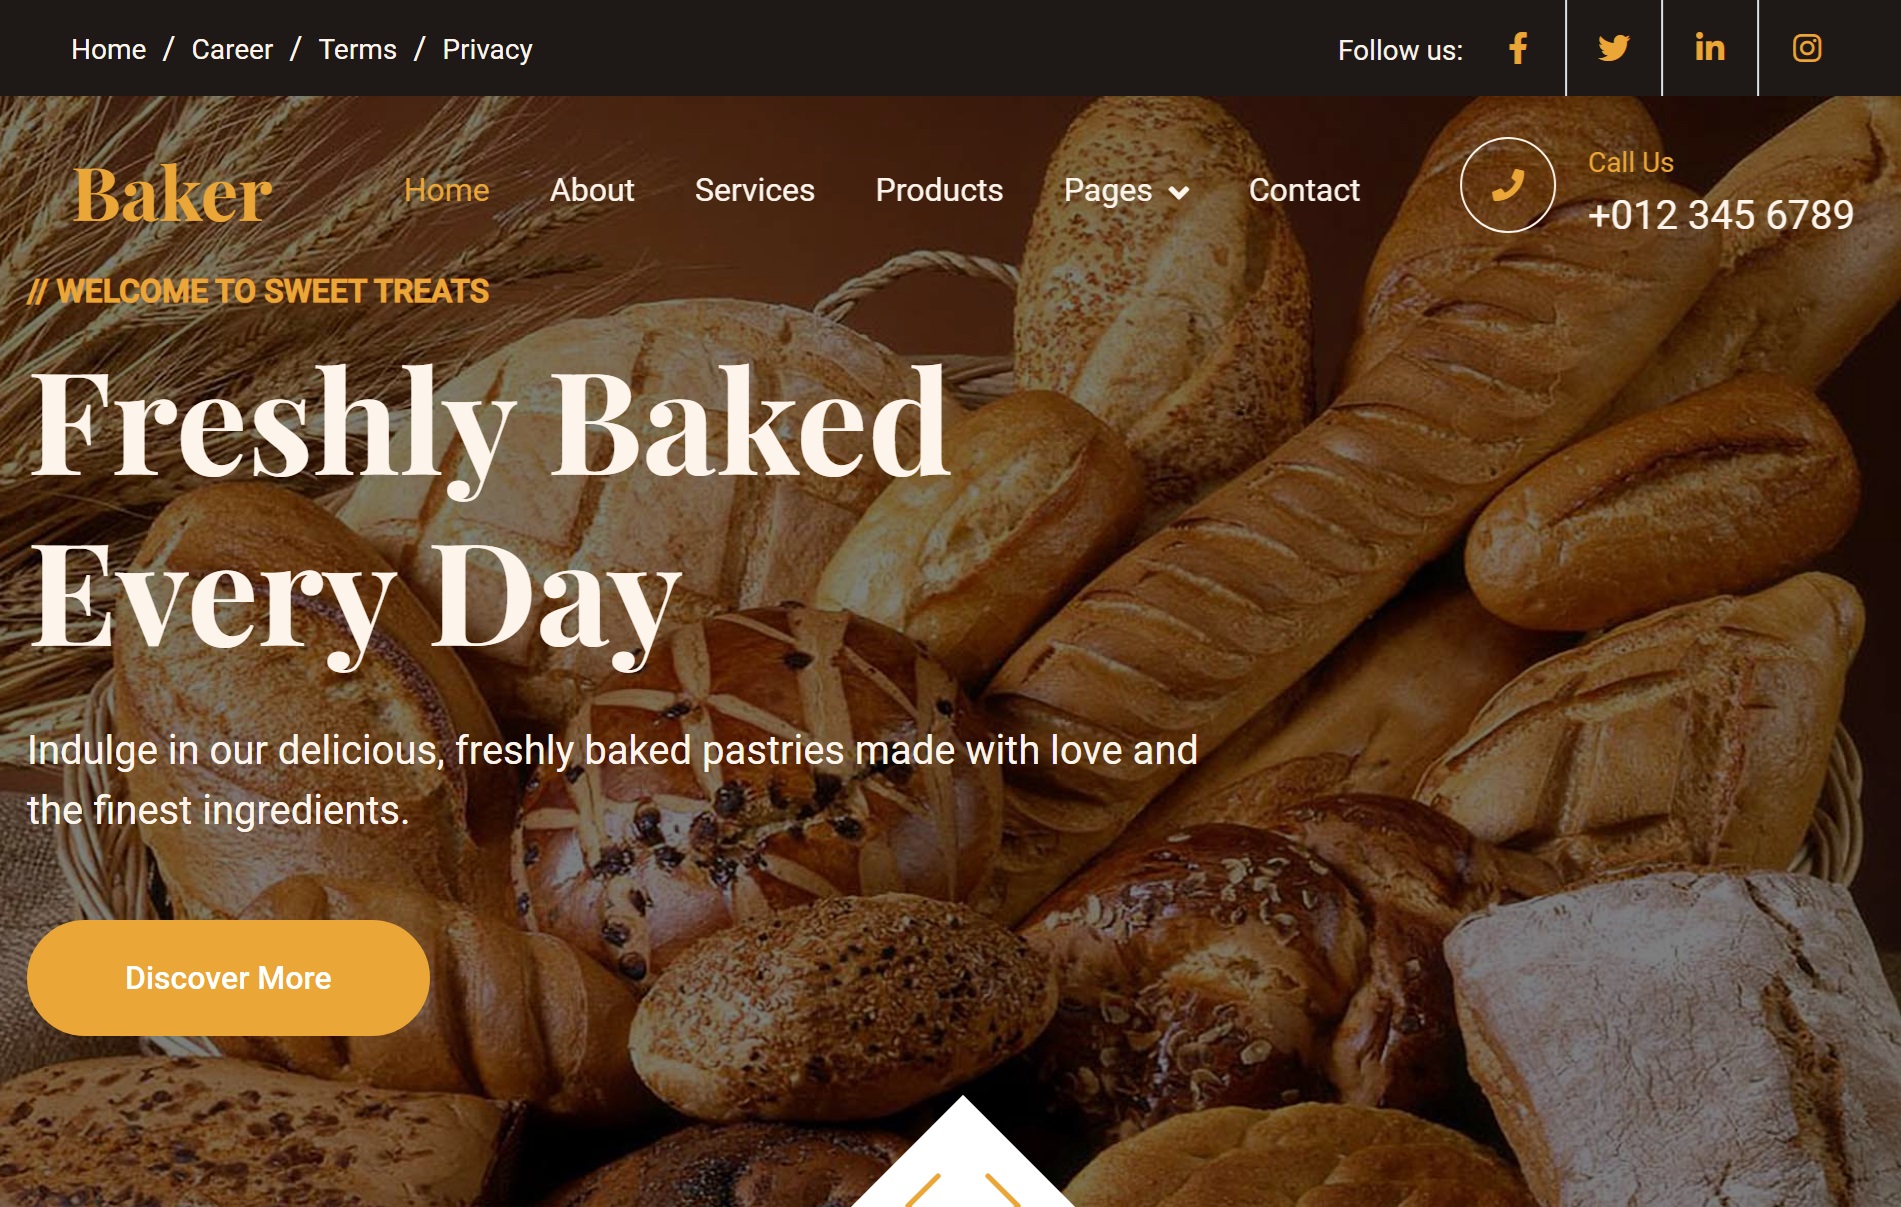 Home / Career / Terms / Privacy
Follow us:
Baker
Home About Services Products Pages Contact
Call Us
+012 345 6789
// WELCOME TO SWEET TREATS
Freshly Baked
Every Day
Indulge in our delicious, freshly baked pastries made with love and
the finest ingredients.
Discover More